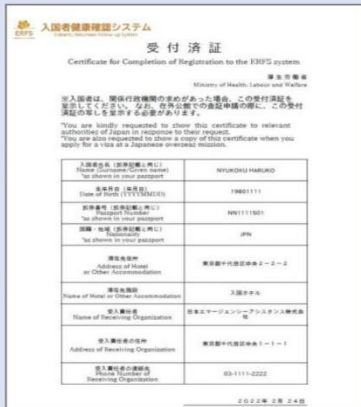 ERFS 入国者健康確認システム
受付済証
Certificate for Completion of Registration to the ERFS system
厚生労働省
Ministry of Health, Labour and Welfare
※入国者は、関係行政機関の求めがあった場合、この受付済証を
呈示してください。なお、在外公館での査証申請の際に、この受付
済証の写しを呈示する必要があります。
*You are kindly requested to show this certificate to relevant
authorities of Japan in response to their request.
*You are also requested to show a copy of this certificate when you
apply for a visa at a Japanese overseas mission.
入国者氏名(旅券記載と同じ)
Name (Surname/Given name)
*as shown in your passport
NYUKOKU HARUKO
生年月日(年月日)
Date of Birth (YYYYMMDD)
19801111
旅券番号(旅券記載と同じ)
Passport Number
*as shown in your passport
NN1111501
国籍・地域(旅券記載と同じ)
Nationality
*as shown in your passport
JPN
滞在先住所
Address of Hotel
or Other Accommodation
東京都千代田区中央2-2-2
滞在先施設
Name of Hotel or Other Accommodation
入国ホテル
受入責任者
Name of Receiving Organization
日本エマージェンシーアシスタンス株式会
社
受入責任者の住所
Address of Receiving Organization
東京都千代田区中央1-1-1
受入責任者の連絡先
Phone Number of
Receiving Organization
03-1111-2222
2022年 2月 24日